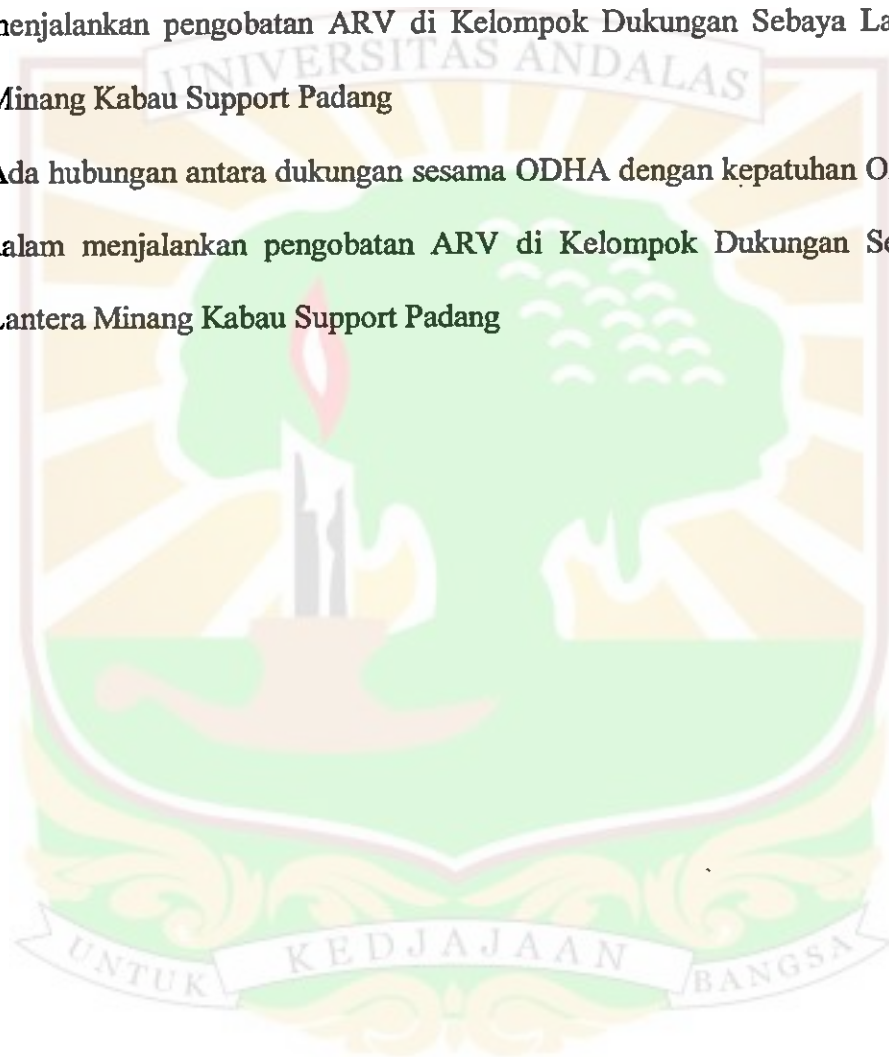 menjalankan pengobatan ARV di Kelompok Dukungan Sebaya La
UNIVERSITAS ANDALAS
Minang Kabau Support Padang
Ada hubungan antara dukungan sesama ODHA dengan kepatuhan O
dalam menjalankan pengobatan ARV di Kelompok Dukungan Se
Lantera Minang Kabau Support Padang
UNTUK KEDJAJAAN BANGSA